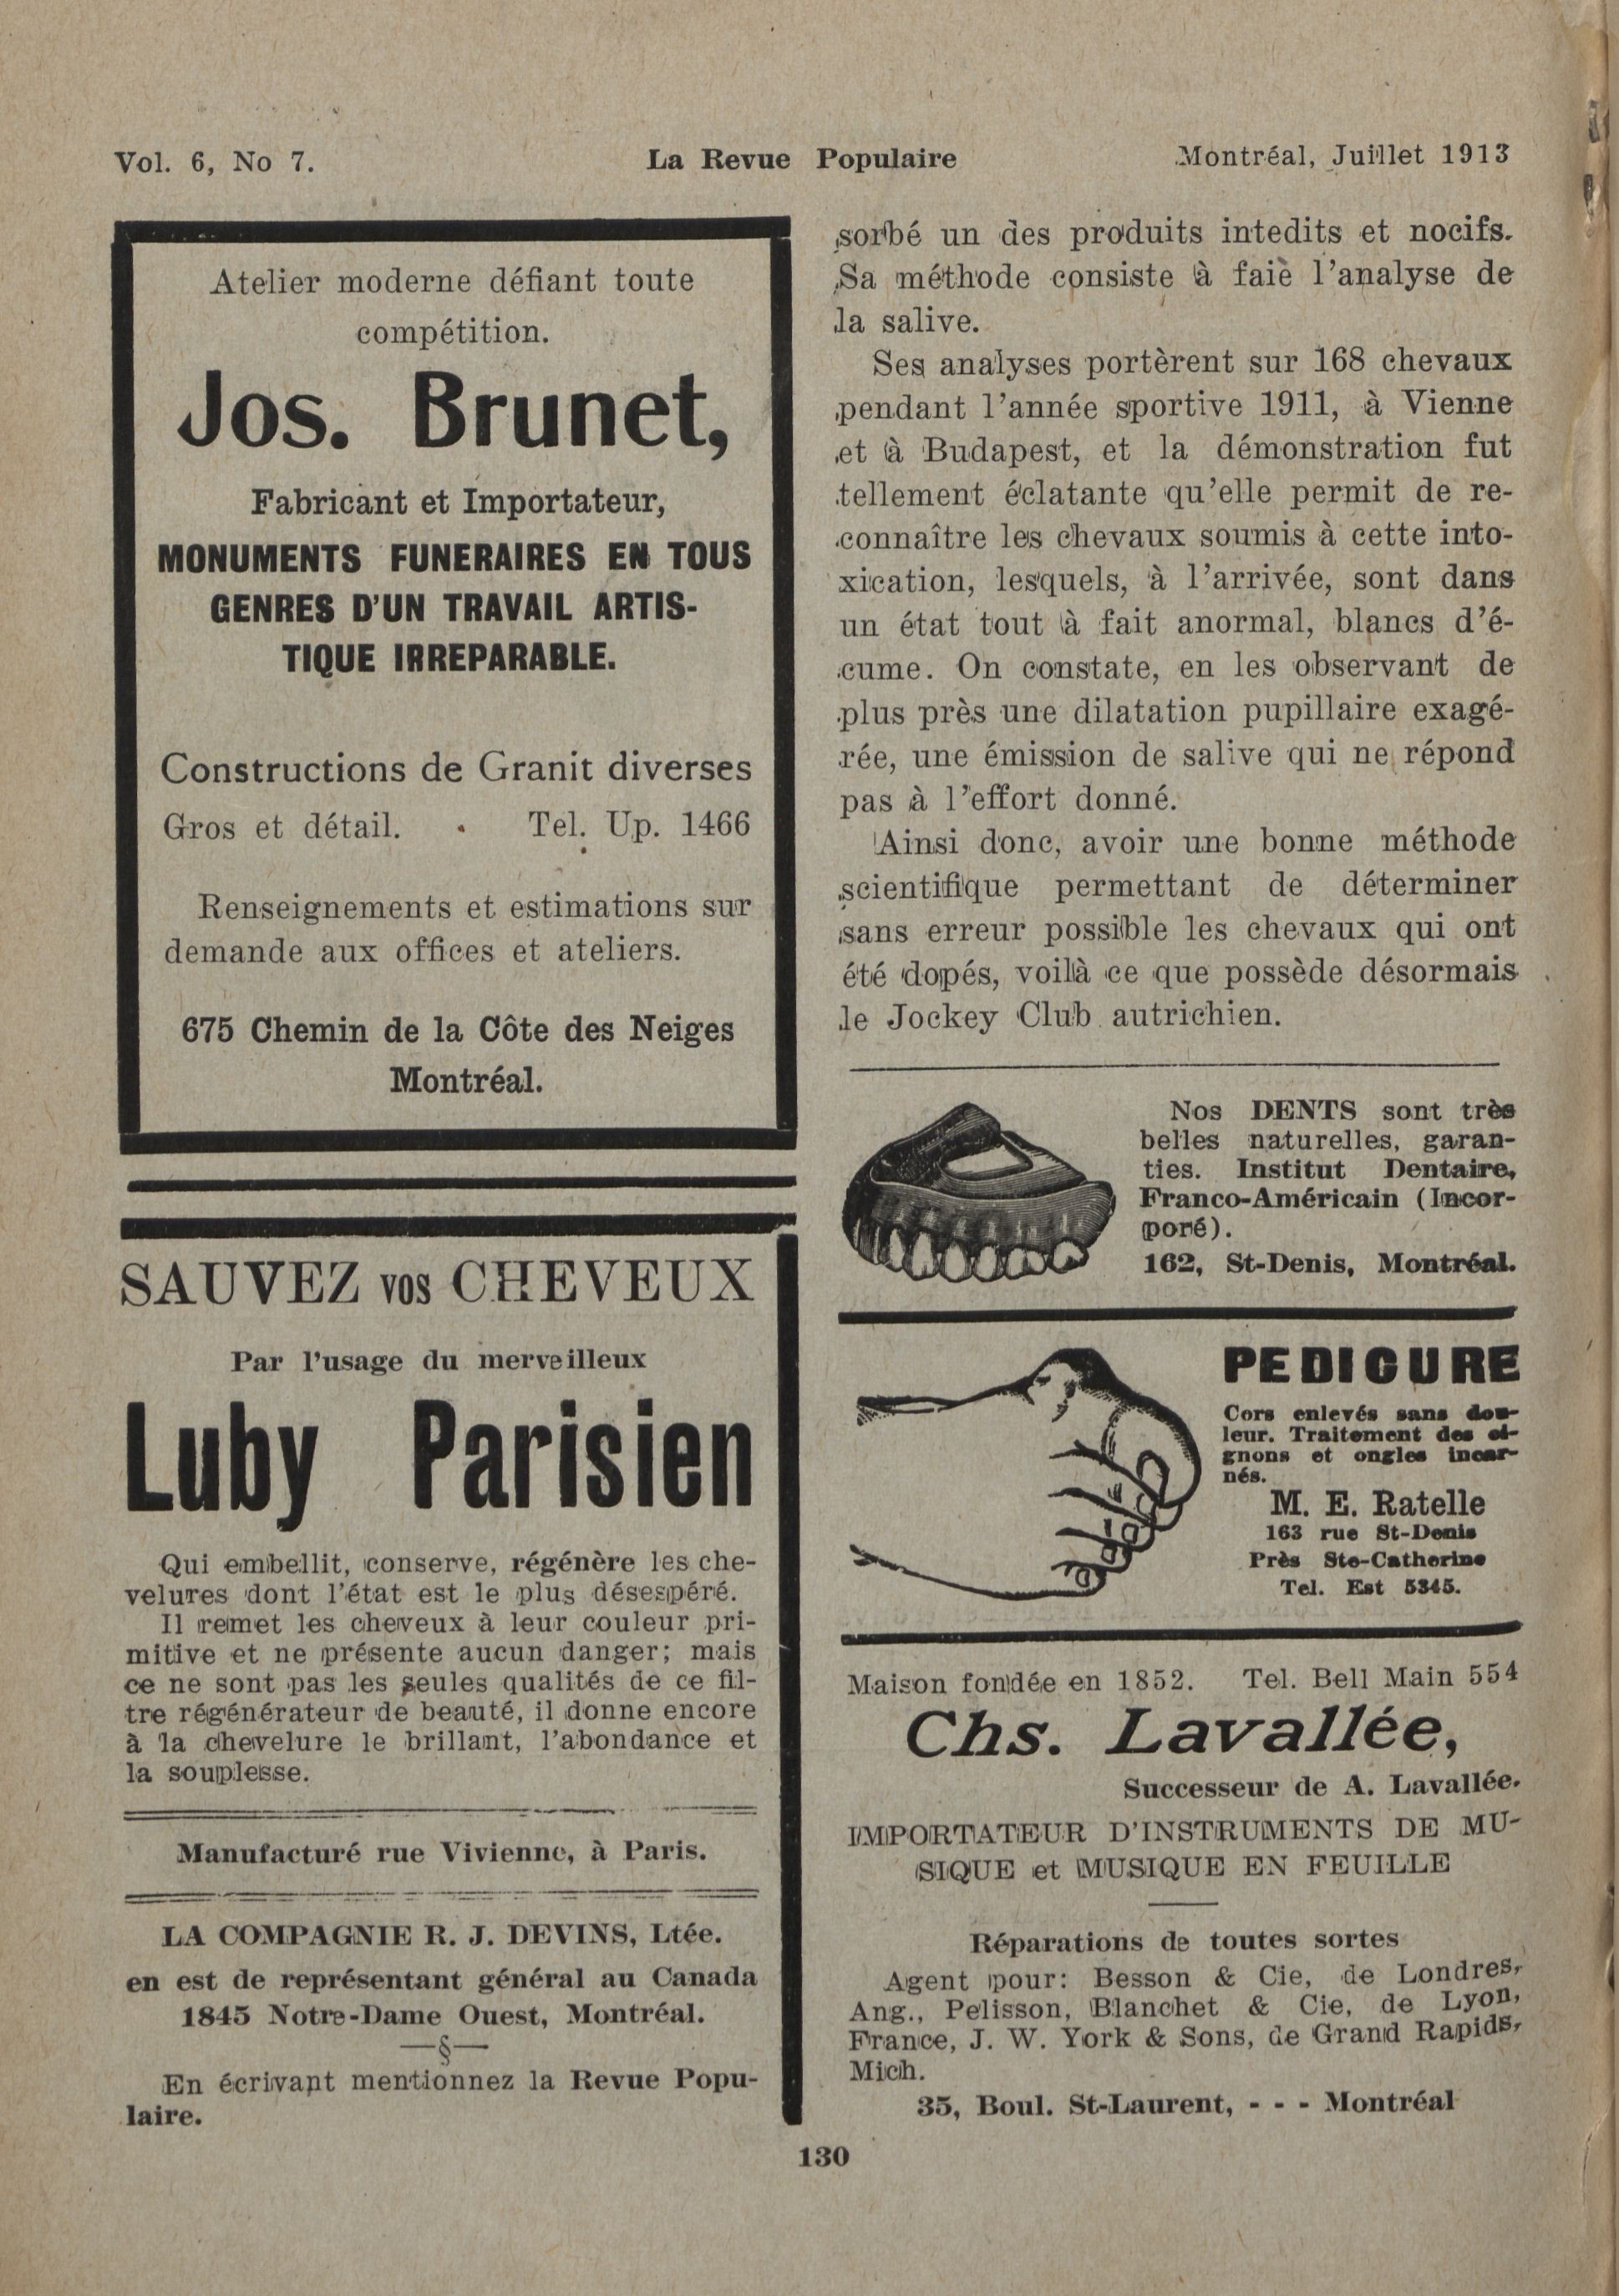 Vol. 6, No 7.
La Revue Populaire
Montréal, Juillet 1913
Atelier moderne défiant toute
compétition.
Jos. Brunet,
Fabricant et Importateur,
MONUMENTS FUNERAIRES EN TOUS
GENRES D'UN TRAVAIL ARTIS-
TIQUE IRREPARABLE.
Constructions de Granit diverses
Gros et détail. Tel. Up. 1466
Renseignements et estimations sur
demande aux offices et ateliers.
675 Chemin de la Côte des Neiges
Montréal.
SAUVEZ vos CHEVEUX
Par l'usage du merveilleux
Luby Parisien
Qui embellit, conserve, régénère les che-
velures dont l'état est le plus désespéré.
Il remet les cheveux à leur couleur pri-
mitive et ne présente aucun danger; mais
ce ne sont pas les seules qualités de ce fil-
tre régénérateur de beauté, il donne encore
à la chevelure le brillant, l'abondance et
la souplesse.
Manufacturé rue Vivienne, à Paris.
LA COMPAGNIE R. J. DEVINS, Ltée.
en est de représentant général au Canada
1845 Notre-Dame Ouest, Montréal.
—§—
En écrivant mentionnez la Revue Popu-
laire.
sorbé un des produits intedits et nocifs.
Sa méthode consiste à faiè l'analyse de
la salive.
Ses analyses portèrent sur 168 chevaux
pendant l'année sportive 1911, à Vienne
et à Budapest, et la démonstration fut
tellement éclatante qu'elle permit de re-
connaître les chevaux soumis à cette into-
xication, lesquels, à l'arrivée, sont dans
un état tout à fait anormal, blancs d'é-
cume. On constate, en les observant de
plus près une dilatation pupillaire exagé-
rée, une émission de salive qui ne répond
pas à l'effort donné.
Ainsi donc, avoir une bonne méthode
scientifique permettant de déterminer
sans erreur possible les chevaux qui ont
été dopés, voilà ce que possède désormais
le Jockey Club autrichien.
Nos DENTS sont très
belles naturelles, garan-
ties. Institut Dentaire,
Franco-Américain (Incor-
poré).
162, St-Denis, Montréal.
PEDICURE
Cors enlevés sans dou-
leur. Traitement des oi-
gnons et ongles incar-
nés.
M. E. Ratelle
163 rue St-Denis
Près Ste-Catherine
Tel. Est 5345.
Maison fondée en 1852. Tel. Bell Main 554
Chs. Lavallée,
Successeur de A. Lavallée.
IMPORTATEUR D'INSTRUMENTS DE MU-
SIQUE et MUSIQUE EN FEUILLE
Réparations de toutes sortes
Agent pour: Besson & Cie, de Londres,
Ang., Pelisson, Blanchet & Cie, de Lyon,
France, J. W. York & Sons, de Grand Rapids,
Mich.
35, Boul. St-Laurent, - - - Montréal
130